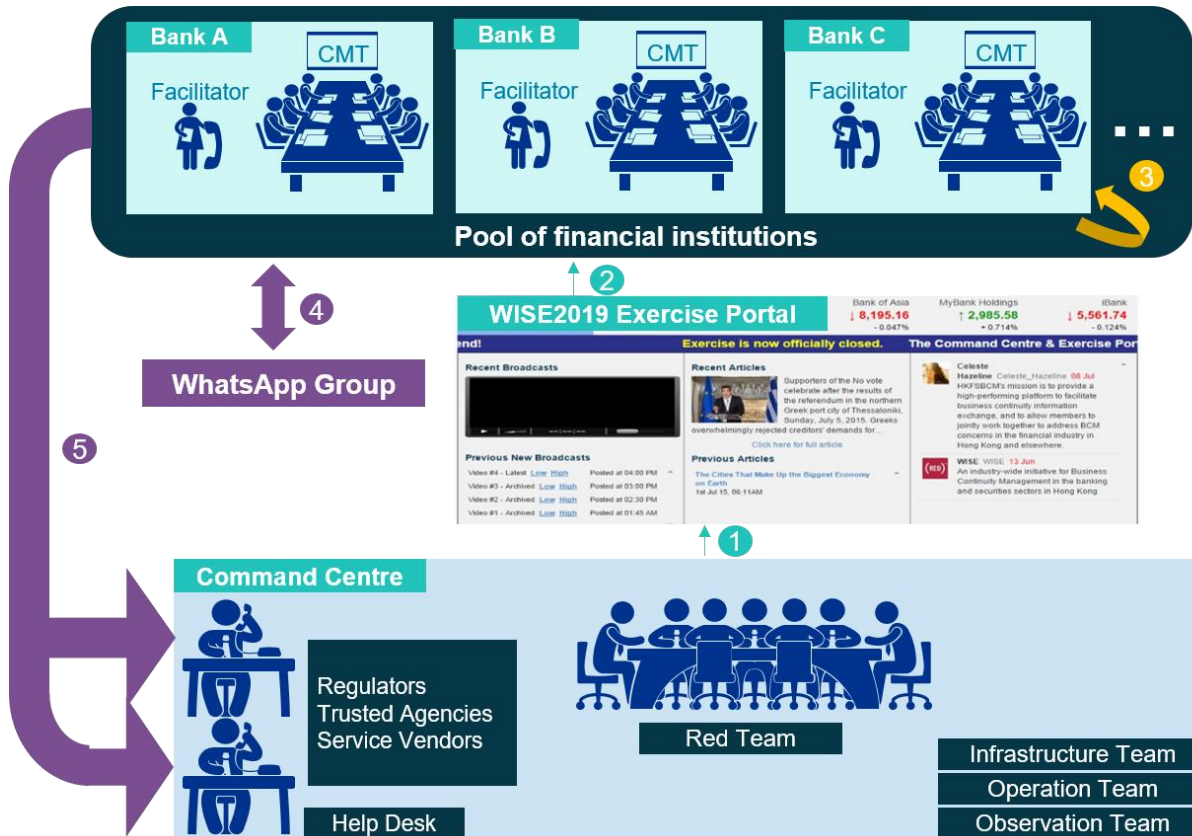 Bank A
CMT
Facilitator
Bank B
CMT
Facilitator
Bank C
CMT
Facilitator
...
3
Pool of financial institutions
2
4
WhatsApp Group
5
WISE2019 Exercise Portal
Bank of Asia
↓ 8,195.16
- 0.047%
MyBank Holdings
↑ 2,985.58
+ 0.714%
iBank
↓ 5,561.74
- 0.124%
end!
Exercise is now officially closed.
The Command Centre & Exercise Por
Recent Broadcasts
Previous New Broadcasts
Video #4 - Latest Low High Posted at 04:00 PM
Video #3 - Archived Low High Posted at 03:00 PM
Video #2 - Archived Low High Posted at 02:30 PM
Video #1 - Archived Low High Posted at 01:45 AM
Recent Articles
Supporters of the No vote
celebrate after the results of
the referendum in the northern
Greek port city of Thessaloniki,
Sunday, July 5, 2015. Greeks
overwhelmingly rejected creditors' demands for...
Click here for full article
Previous Articles
The Cities That Make Up the Biggest Economy
on Earth
1st Jul 15, 06:11AM
Celeste
Hazeline Celeste_Hazeline 08 Jul
HKFSBCM's mission is to provide a
high-performing platform to facilitate
business continuity information
exchange, and to allow members to
jointly work together to address BCM
concerns in the financial industry in
Hong Kong and elsewhere.
(RED)
WISE WISE 13 Jun
An industry-wide initiative for Business
Continuity Management in the banking
and securities sectors in Hong Kong
1
Command Centre
Regulators
Trusted Agencies
Service Vendors
Help Desk
Red Team
Infrastructure Team
Operation Team
Observation Team